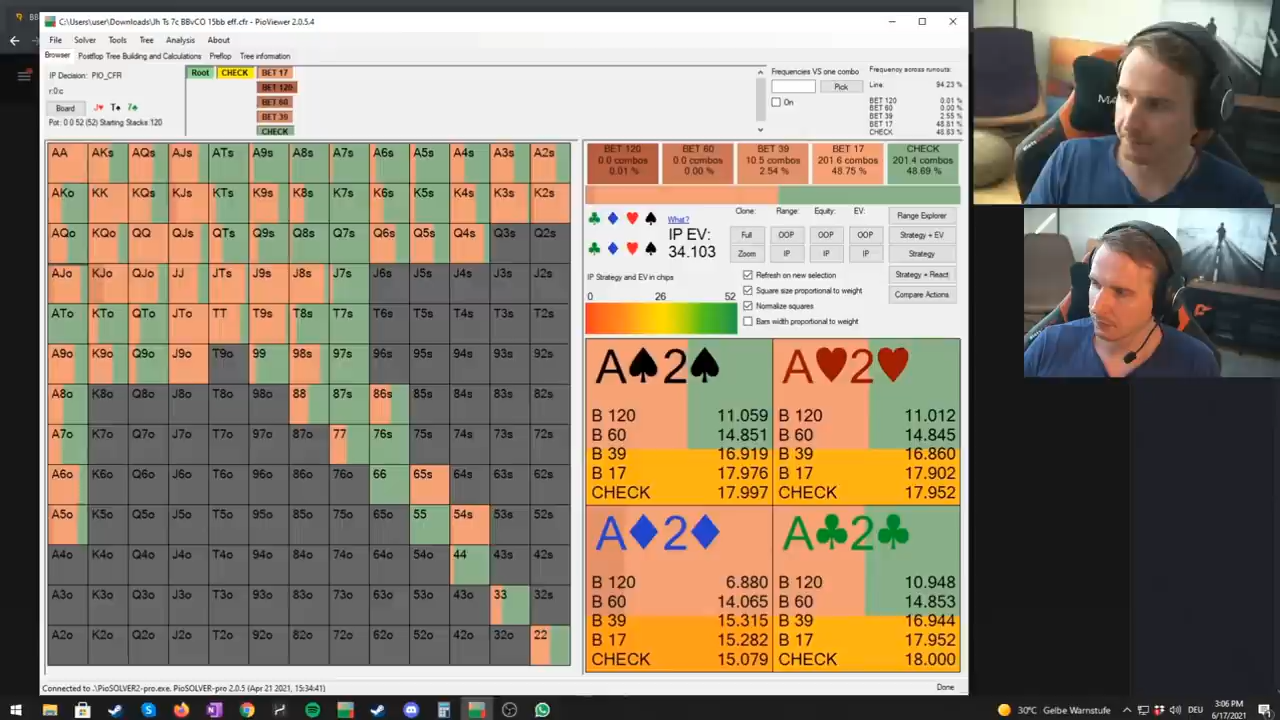 C:\Users\user\Downloads\Jh Ts 7c BBvCO 15bb eff.cfr - PioViewer 2.0.5.4
File Solver Tools Tree Analysis About
Browser Postflop Tree Building and Calculations Preflop Tree information
IP Decision: PIO_CFR
r:0:c
Board J♥ T♠ 7♣
Pot: 0 0 52 (52) Starting Stacks: 120
Root CHECK BET 17
BET 120
BET 60
BET 39
CHECK
Frequencies VS one combo
Pick
On
Frequency across runouts:
Line: 94.23 %
BET 120 0.01 %
BET 60 0.00 %
BET 39 2.55 %
BET 17 48.81 %
CHECK 48.63 %
AA AKs AQs AJs ATs A9s A8s A7s A6s A5s A4s A3s A2s
AKo KK KQs KJs KTs K9s K8s K7s K6s K5s K4s K3s K2s
AQo KQo QQ QJs QTs Q9s Q8s Q7s Q6s Q5s Q4s Q3s Q2s
AJo KJo QJo JJ JTs J9s J8s J7s J6s J5s J4s J3s J2s
ATo KTo QTo JTo TT T9s T8s T7s T6s T5s T4s T3s T2s
A9o K9o Q9o J9o T9o 99 98s 97s 96s 95s 94s 93s 92s
A8o K8o Q8o J8o T8o 98o 88 87s 86s 85s 84s 83s 82s
A7o K7o Q7o J7o T7o 97o 87o 77 76s 75s 74s 73s 72s
A6o K6o Q6o J6o T6o 96o 86o 76o 66 65s 64s 63s 62s
A5o K5o Q5o J5o T5o 95o 85o 75o 65o 55 54s 53s 52s
A4o K4o Q4o J4o T4o 94o 84o 74o 64o 54o 44 43s 42s
A3o K3o Q3o J3o T3o 93o 83o 73o 63o 53o 43o 33 32s
A2o K2o Q2o J2o T2o 92o 82o 72o 62o 52o 42o 32o 22
BET 120 BET 60 BET 39 BET 17 CHECK
0.0 combos 0.0 combos 10.5 combos 201.6 combos 201.4 combos
0.01 % 0.00 % 2.54 % 48.75 % 48.69 %
♣ ♦ ♥ ♠ What?
♣ ♦ ♥ ♠ IP EV:
34.103
Clone: Range: Equity: EV:
Full OOP OOP OOP
Zoom IP IP IP
Range Explorer
Strategy + EV
Strategy
Strategy + React
Compare Actions
IP Strategy and EV in chips
0 26 52
Refresh on new selection
Square size proportional to weight
Normalize squares
Bars width proportional to weight
A♠2♠
B 120 11.059
B 60 14.851
B 39 16.919
B 17 17.976
CHECK 17.997
A♥2♥
B 120 11.012
B 60 14.845
B 39 16.860
B 17 17.902
CHECK 17.952
A♦2♦
B 120 6.880
B 60 14.065
B 39 15.315
B 17 15.282
CHECK 15.079
A♣2♣
B 120 10.948
B 60 14.853
B 39 16.944
B 17 17.952
CHECK 18.000
Connected to .\PioSOLVER2-pro.exe. PioSOLVER-pro 2.0.5 (Apr 21 2021, 15:34:41)
Done
30°C Gelbe Warnstufe
DEU
3:06 PM
6/17/2021